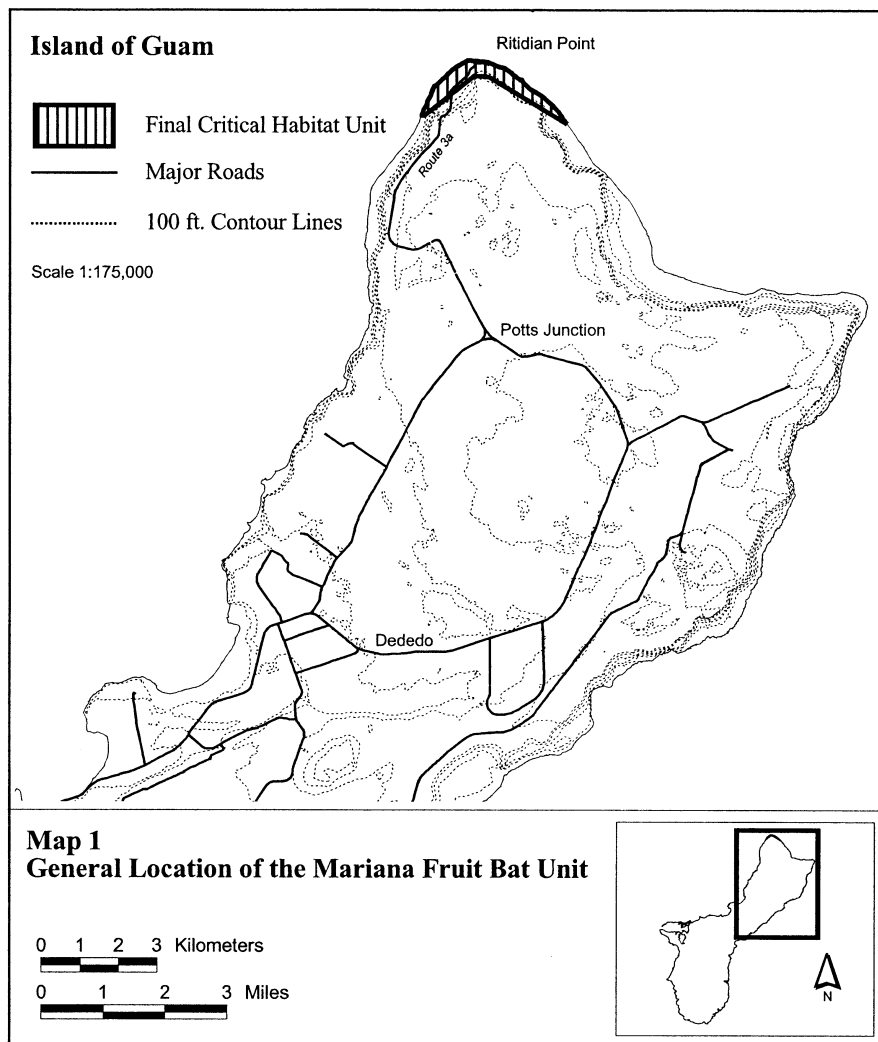 Island of Guam
Ritidian Point
Final Critical Habitat Unit
Major Roads
100 ft. Contour Lines
Scale 1:175,000
Route 3a
Potts Junction
Dededo
Map 1
General Location of the Mariana Fruit Bat Unit
0 1 2 3 Kilometers
0 1 2 3 Miles
N